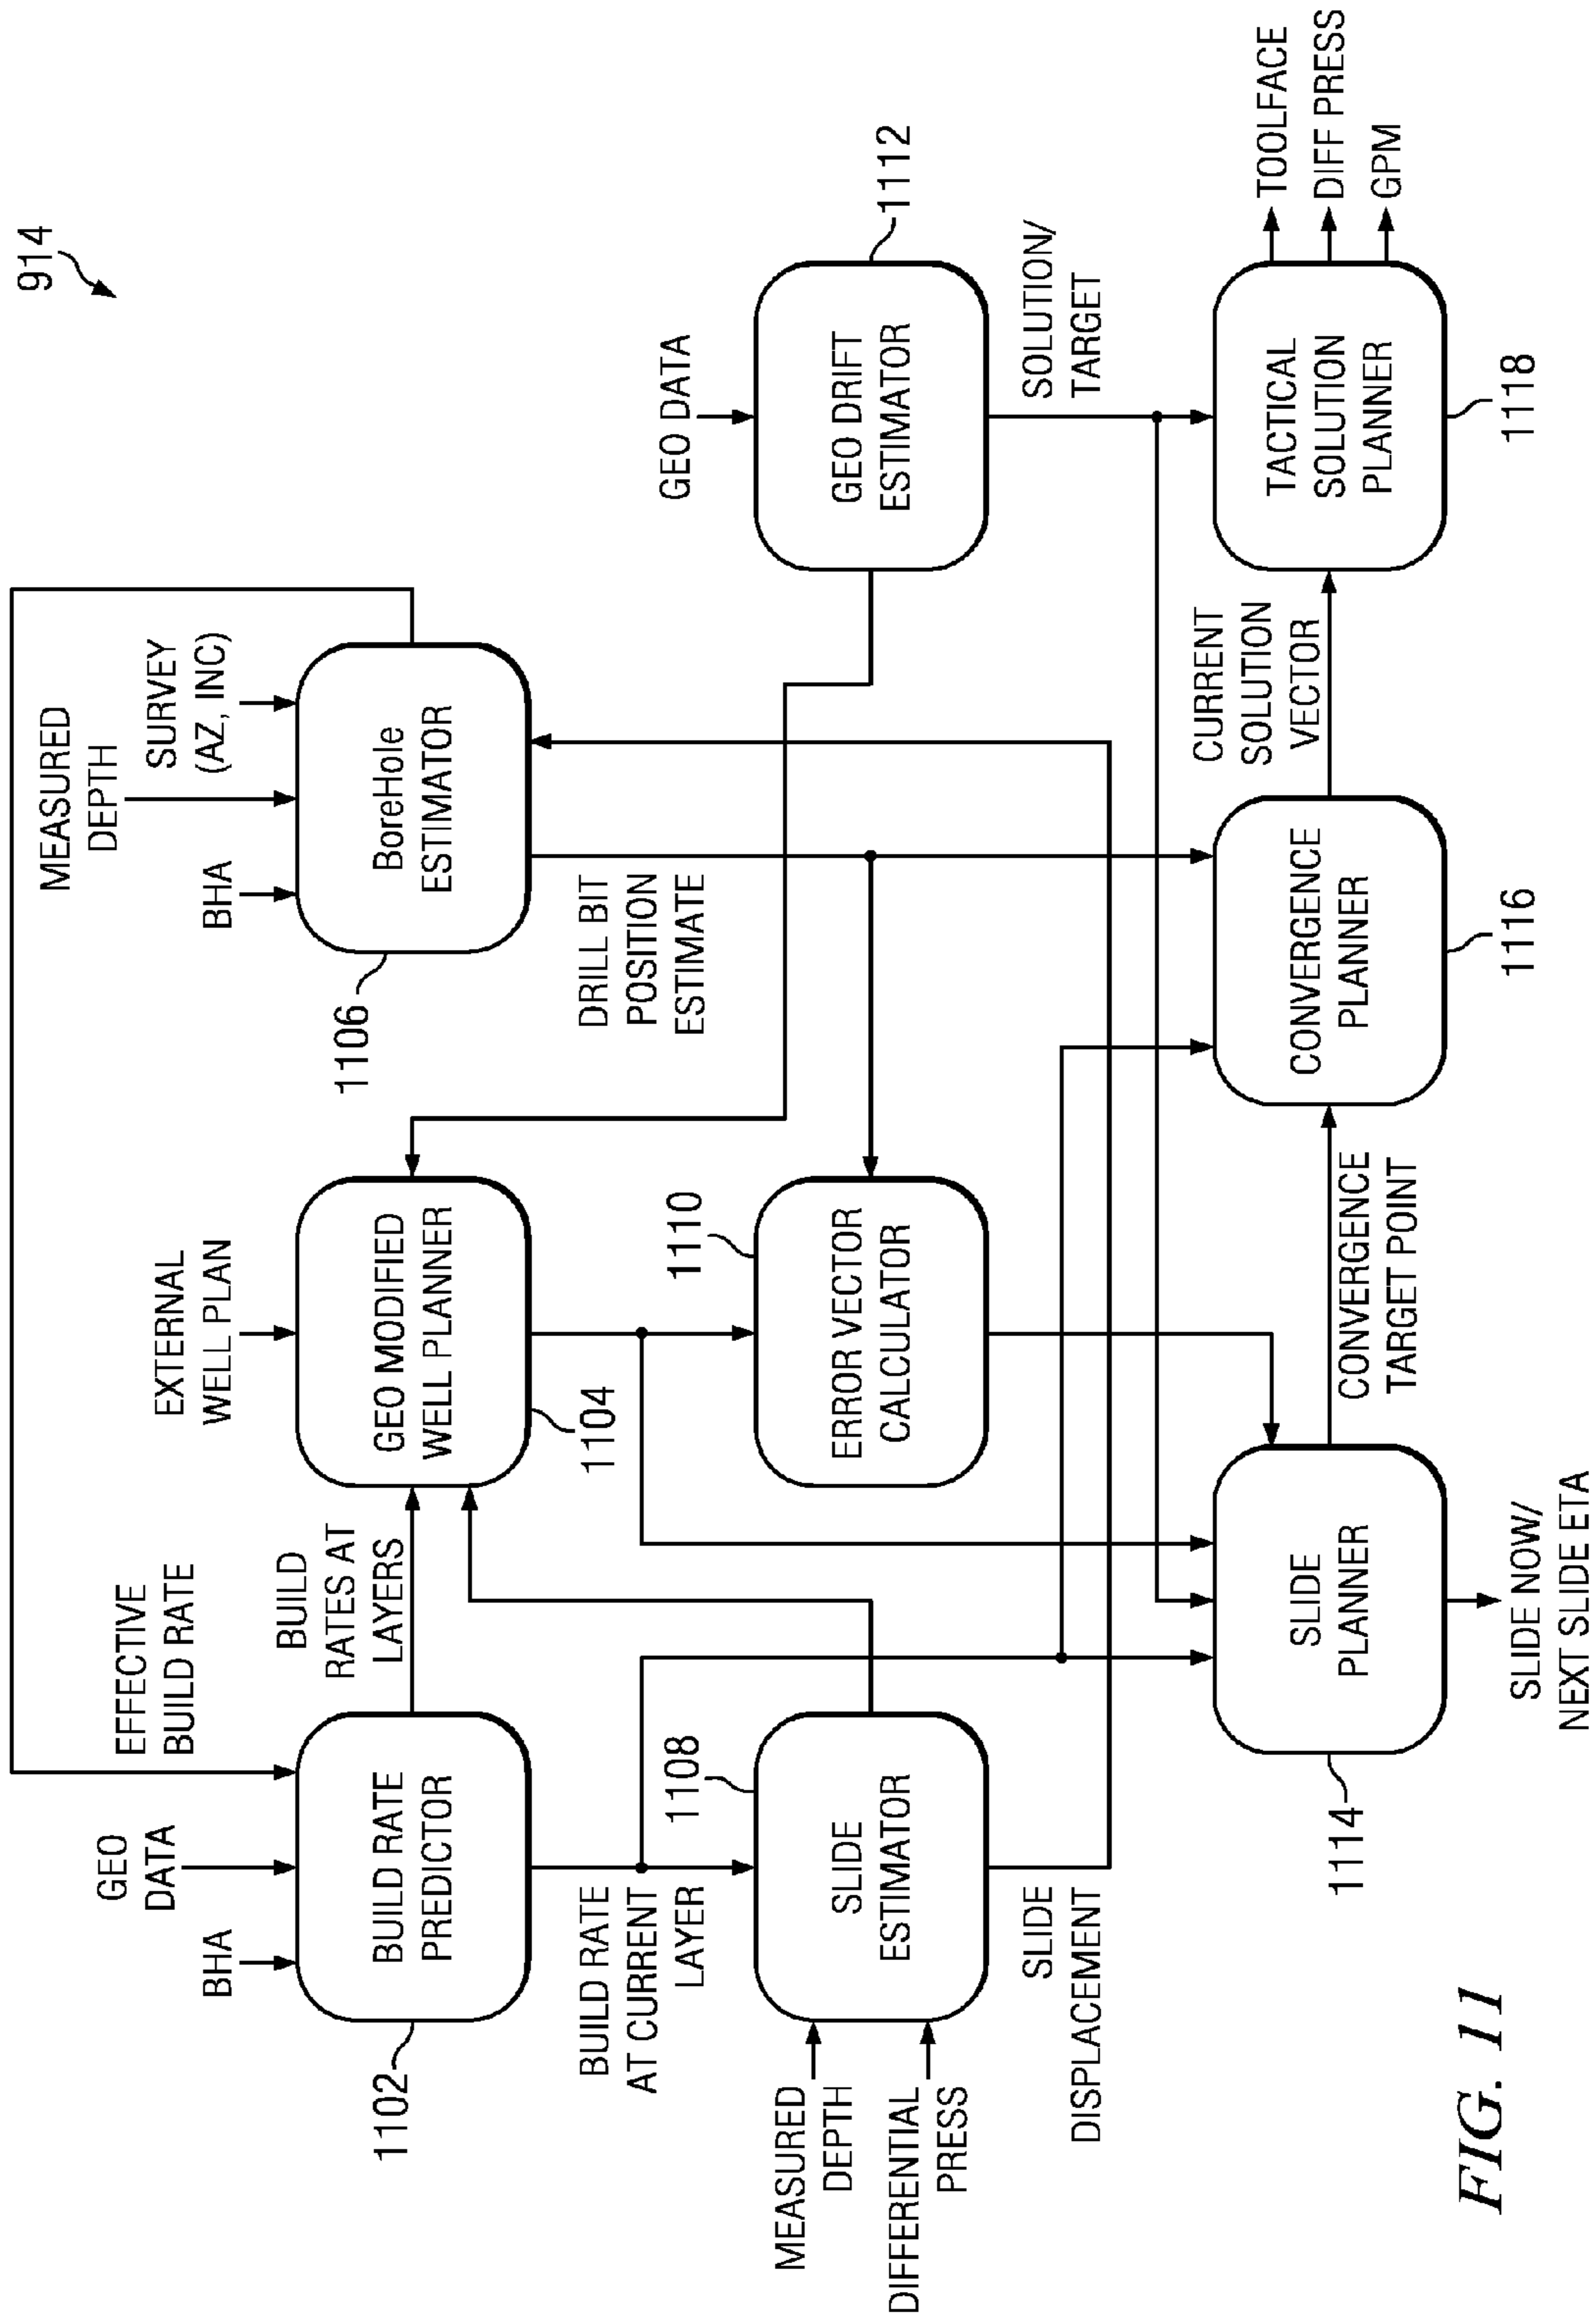 914
EFFECTIVE
BUILD RATE
GEO
DATA
BHA
BUILD RATE
PREDICTOR
1102
BUILD
RATES AT
LAYERS
EXTERNAL
WELL PLAN
GEO MODIFIED
WELL PLANNER
1104
MEASURED
DEPTH
SURVEY
(AZ, INC)
BHA
BoreHole
ESTIMATOR
1106
BUILD RATE
AT CURRENT
LAYER
MEASURED
DEPTH
DIFFERENTIAL
PRESS
SLIDE
ESTIMATOR
1108
ERROR VECTOR
CALCULATOR
1110
DRILL BIT
POSITION
ESTIMATE
GEO DATA
GEO DRIFT
ESTIMATOR
1112
SLIDE
DISPLACEMENT
SOLUTION/
TARGET
SLIDE
PLANNER
1114
SLIDE NOW/
NEXT SLIDE ETA
CONVERGENCE
TARGET POINT
CONVERGENCE
PLANNER
1116
CURRENT
SOLUTION
VECTOR
TACTICAL
SOLUTION
PLANNER
1118
TOOLFACE
DIFF PRESS
GPM
FIG. 11